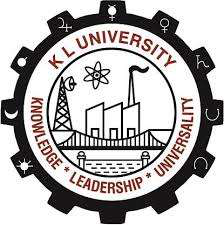 K L UNIVERSITY
KNOWLEDGE * LEADERSHIP * UNIVERSALITY